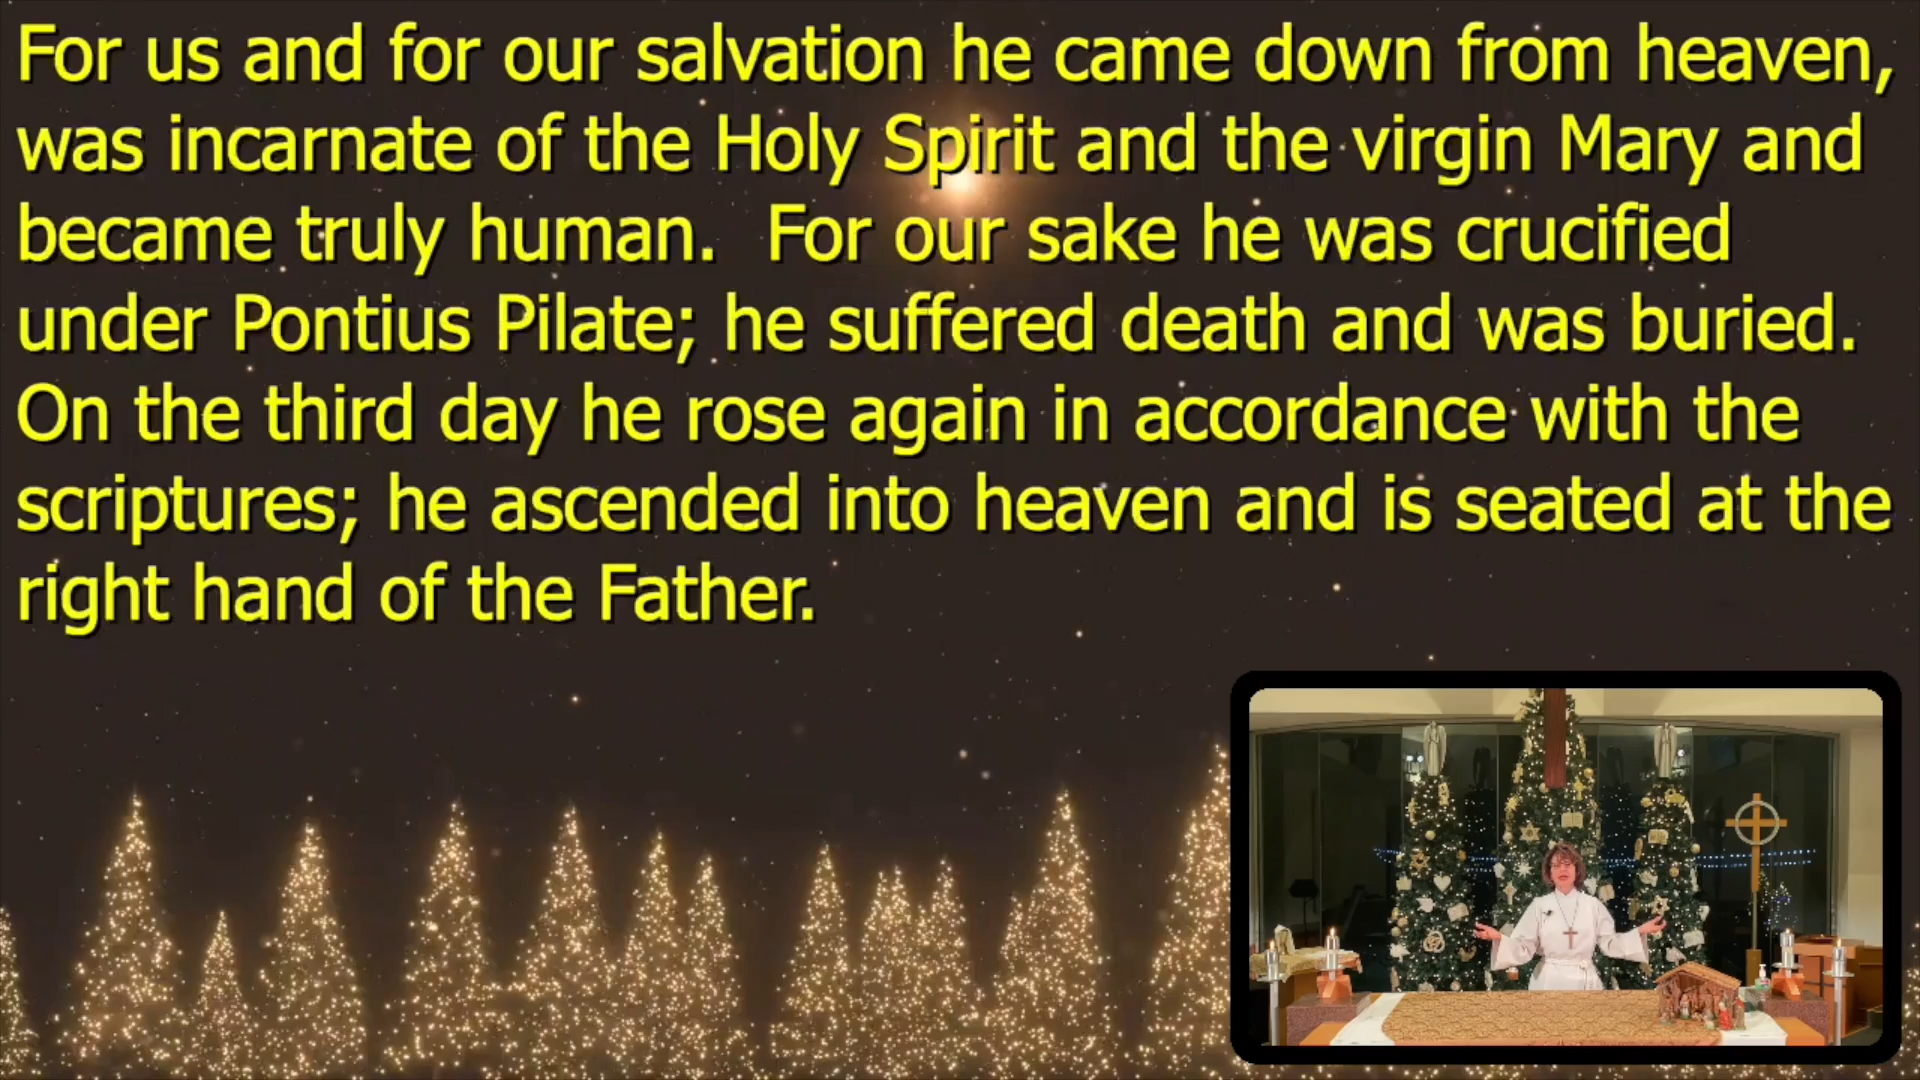 For us and for our salvation he came down from heaven,
was incarnate of the Holy Spirit and the virgin Mary and
became truly human.  For our sake he was crucified
under Pontius Pilate; he suffered death and was buried.
On the third day he rose again in accordance with the
scriptures; he ascended into heaven and is seated at the
right hand of the Father.